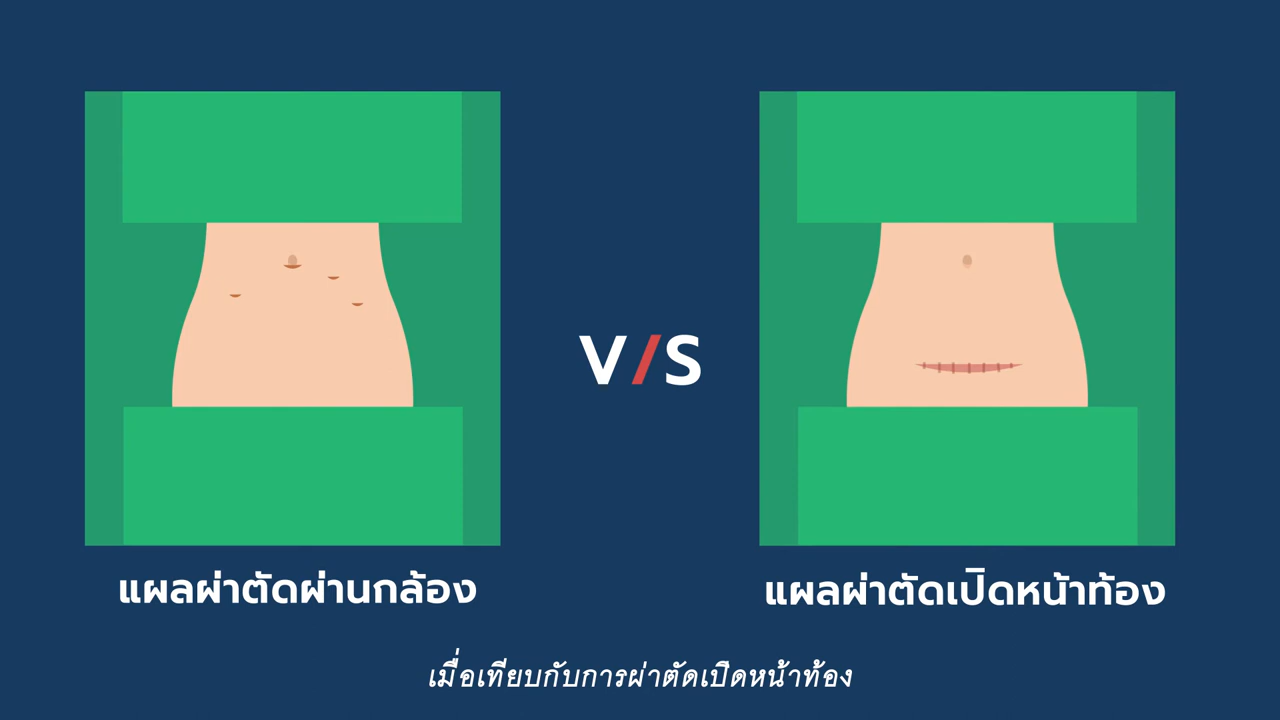 V/S
แผลผ่าตัดผ่านกล้อง
แผลผ่าตัดเปิดหน้าท้อง
เมื่อเทียบกับการผ่าตัดเปิดหน้าท้อง